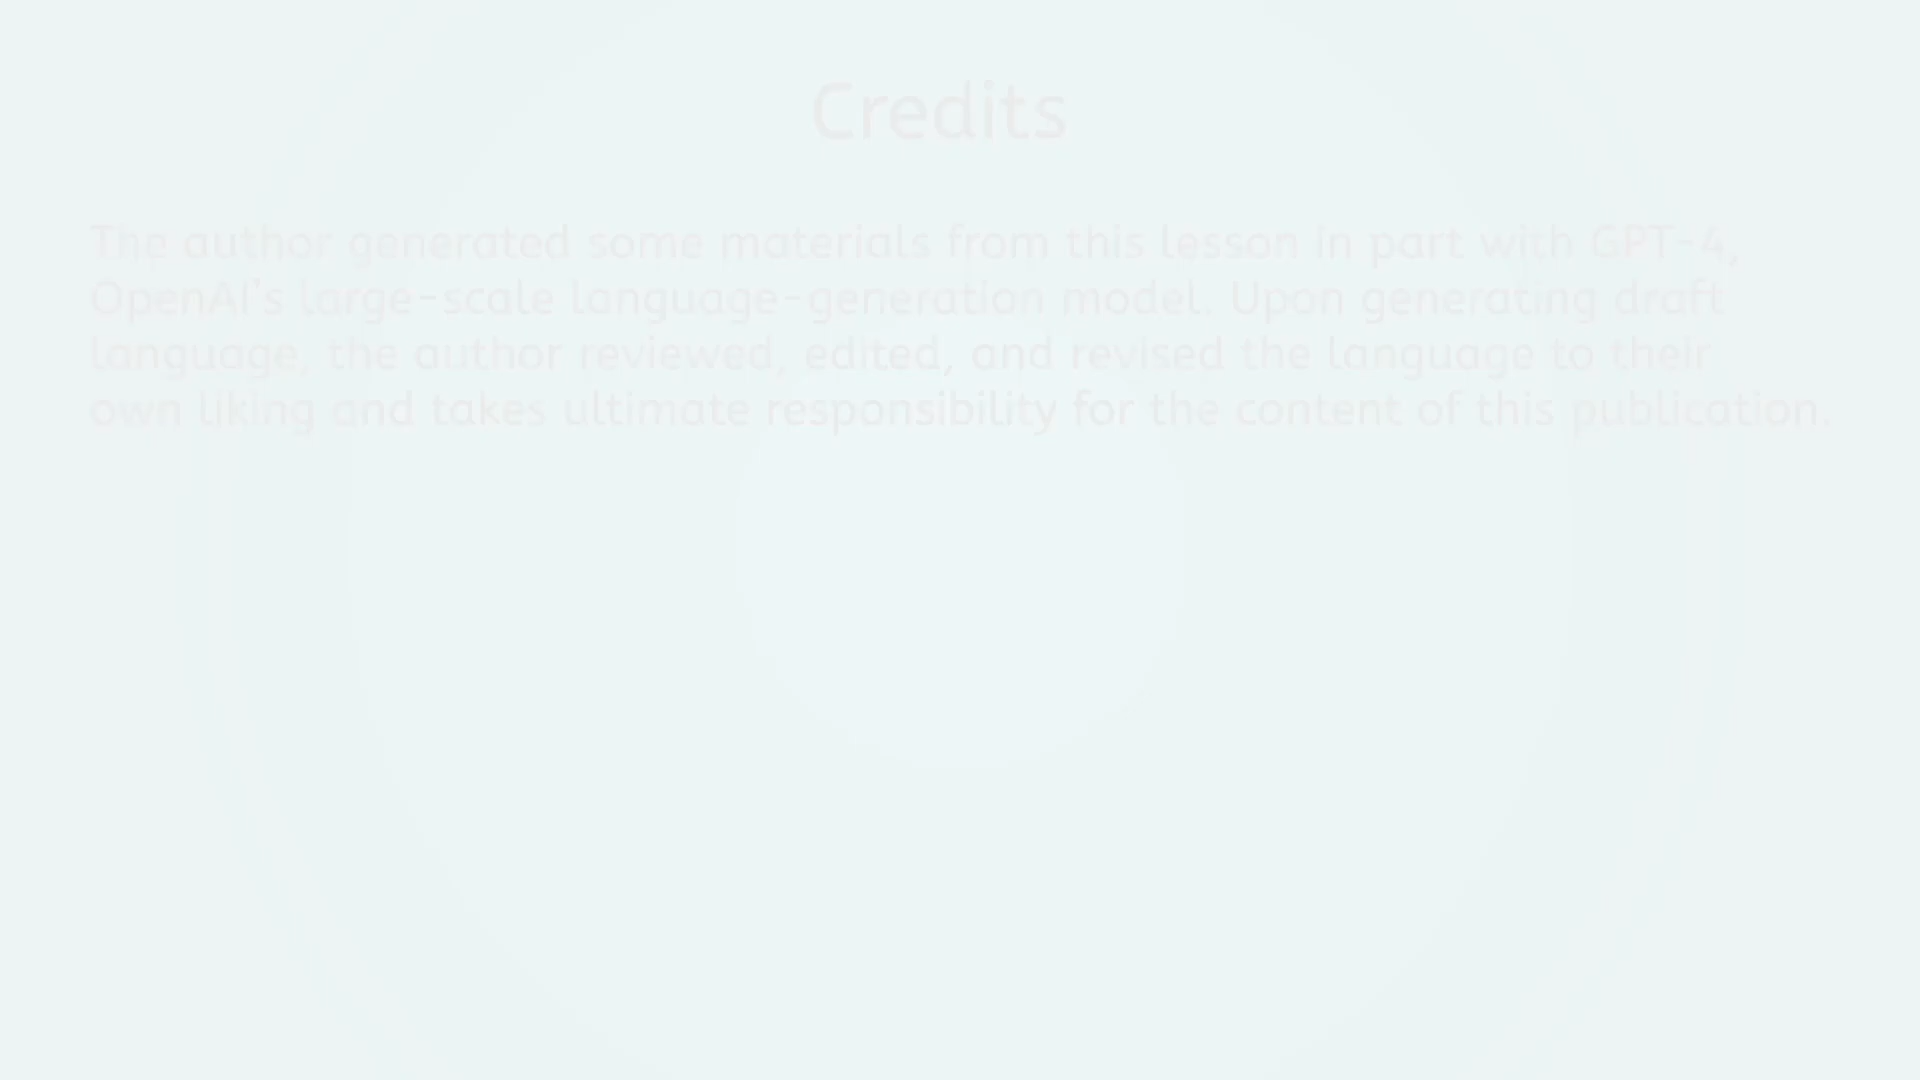 Credits
The author generated some materials from this lesson in part with GPT-4,
OpenAI's large-scale language-generation model. Upon generating draft
language, the author reviewed, edited, and revised the language to their
own liking and takes ultimate responsibility for the content of this publication.